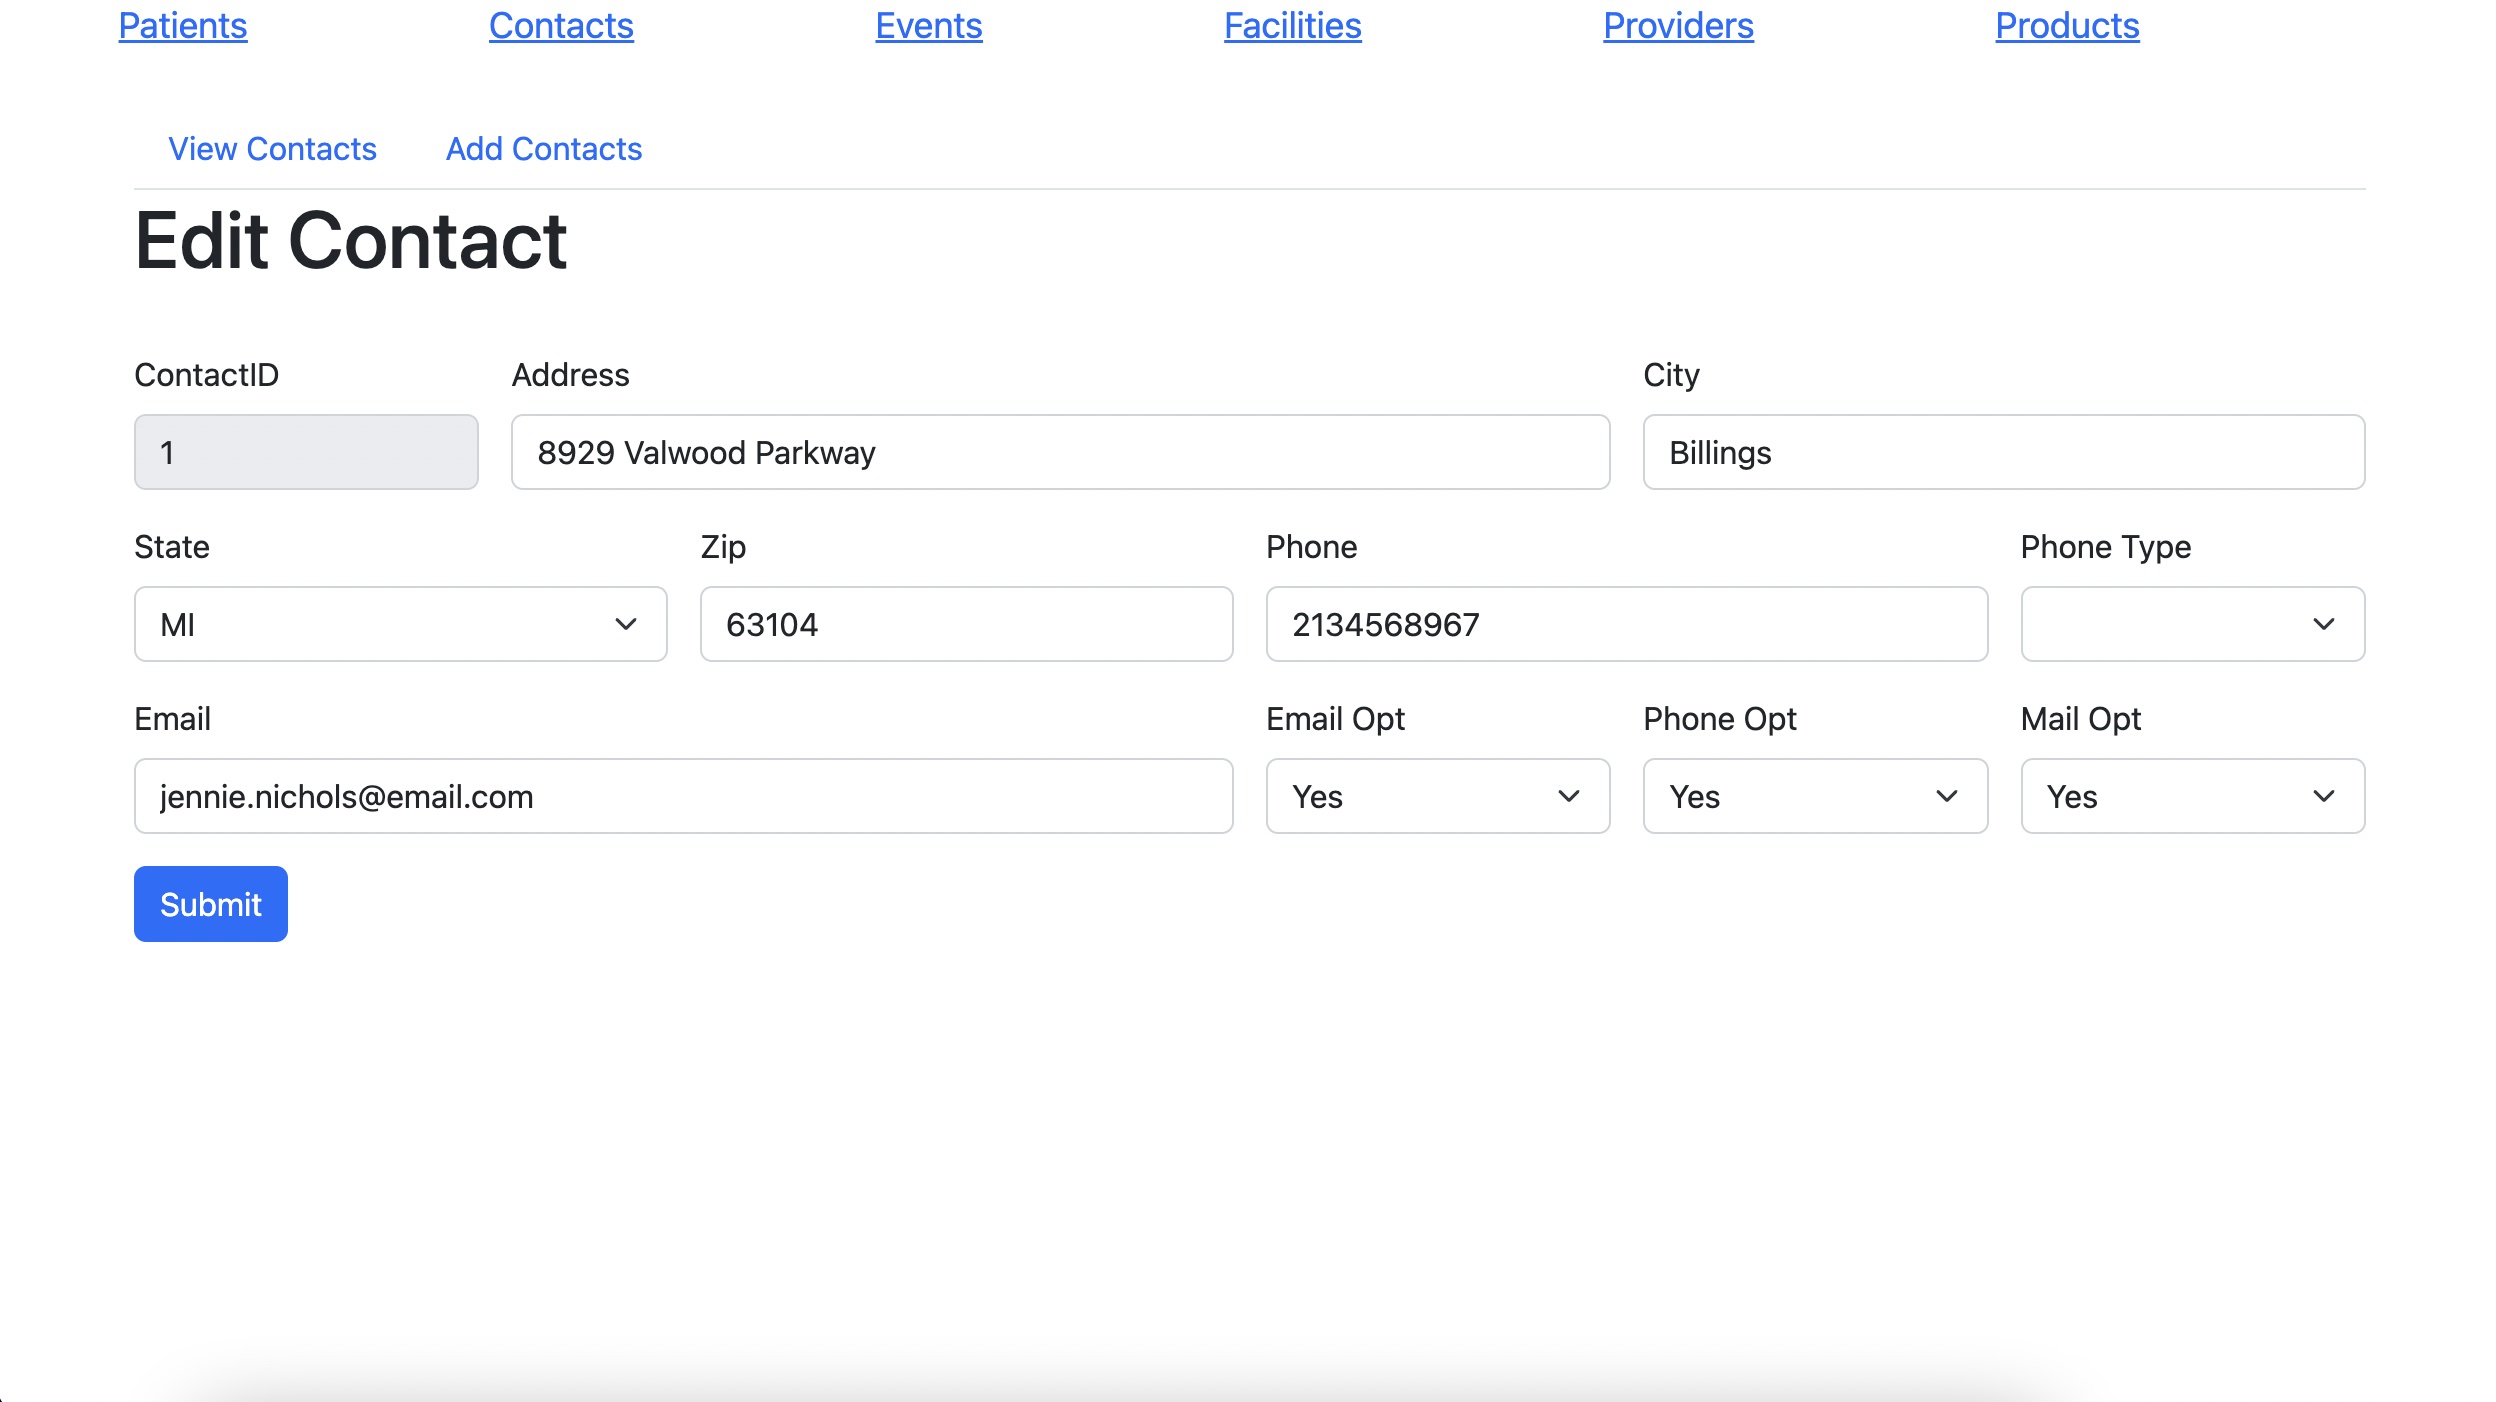 Patients Contacts Events Facilities Providers Products
View Contacts Add Contacts
Edit Contact
ContactID Address City
1 8929 Valwood Parkway Billings
State Zip Phone Phone Type
MI 63104 2134568967
Email Email Opt Phone Opt Mail Opt
jennie.nichols@email.com Yes Yes Yes
Submit